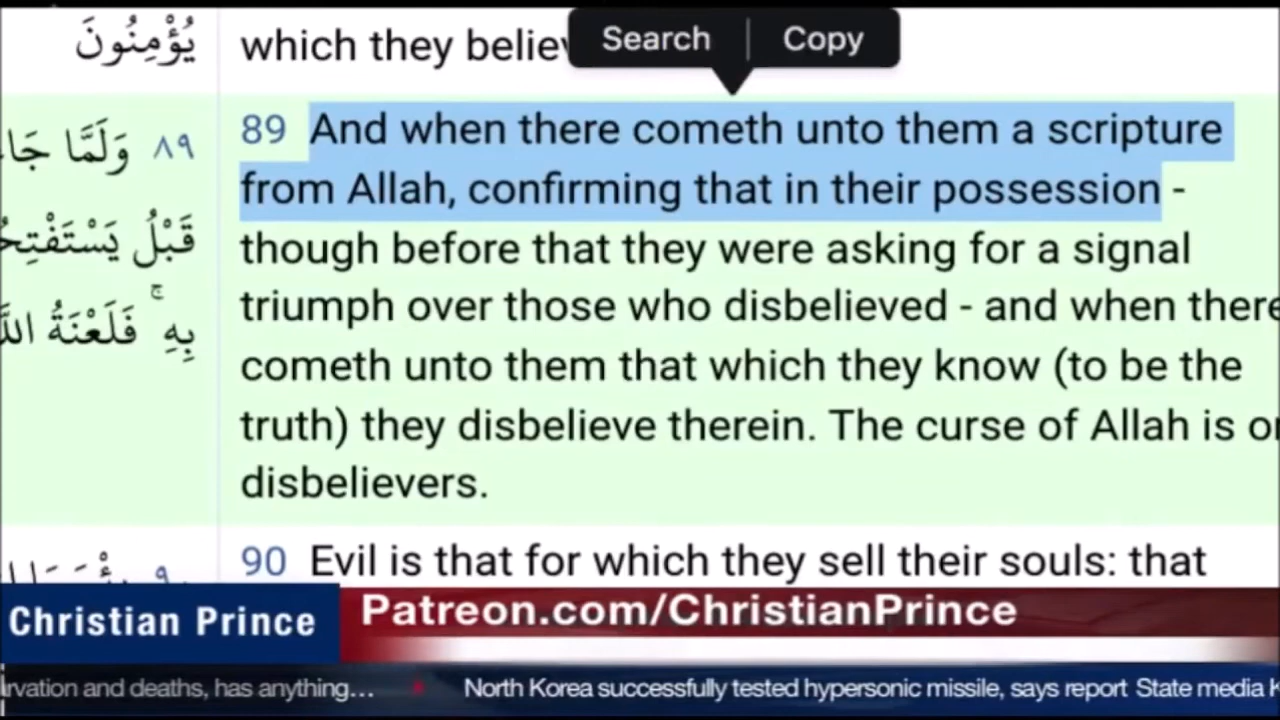 Search Copy
يُؤْمِنُونَ
which they believ
٨٩ وَلَمَّا جَا
قَبْلُ يَسْتَفْتِحُ
بِهِ ۚ فَلَعْنَةُ
89 And when there cometh unto them a scripture
from Allah, confirming that in their possession -
though before that they were asking for a signal
triumph over those who disbelieved - and when there
cometh unto them that which they know (to be the
truth) they disbelieve therein. The curse of Allah is o
disbelievers.
90 Evil is that for which they sell their souls: that
Christian Prince
Patreon.com/ChristianPrince
rvation and deaths, has anything...
North Korea successfully tested hypersonic missile, says report State media K